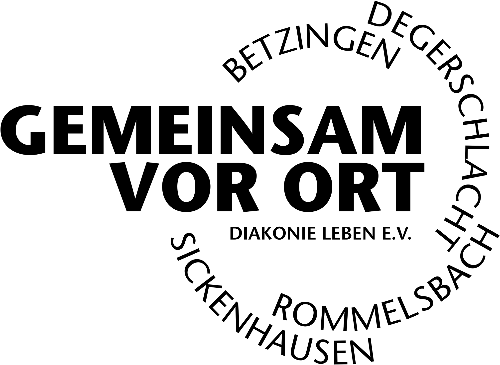 BETZINGEN
DEGERSCHLACHT
GEMEINSAM
VOR ORT
DIAKONIE LEBEN E.V.
ROMMELSBACH
SICKENHAUSEN